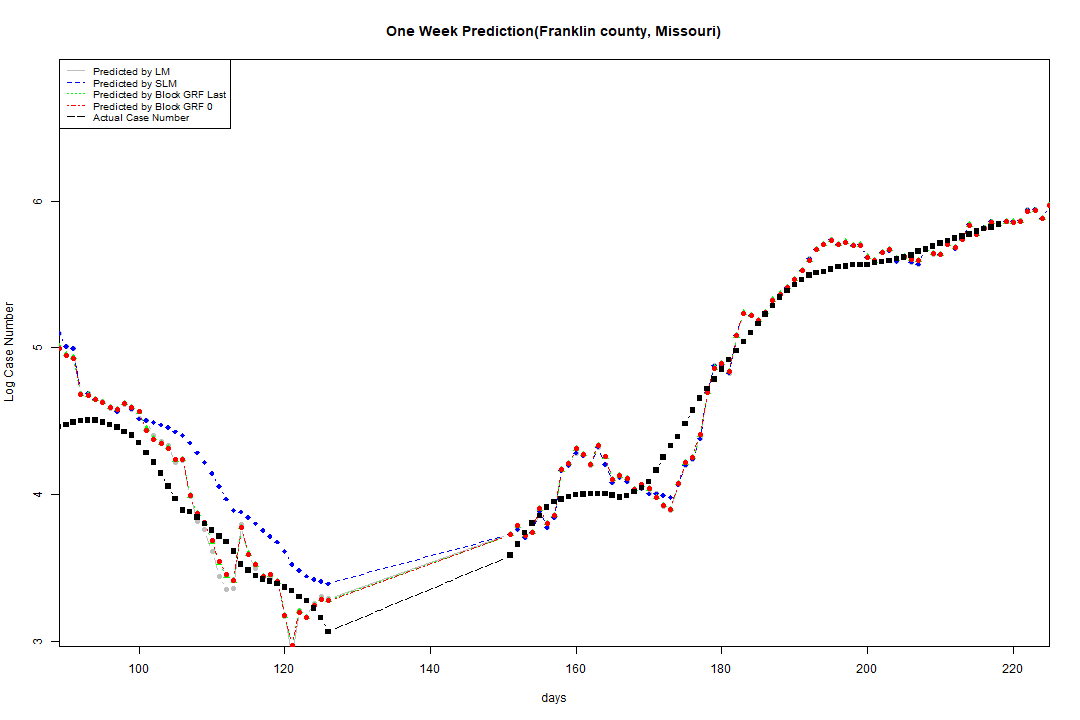 One Week Prediction(Franklin county, Missouri)
Predicted by LM
Predicted by SLM
Predicted by Block GRF Last
Predicted by Block GRF 0
Actual Case Number
Log Case Number
6
5
4
3
100 120 140 160 180 200 220
days